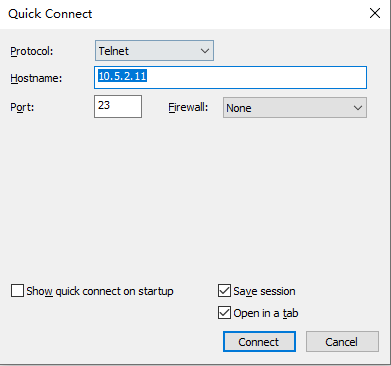 Quick Connect
Protocol: Telnet
Hostname: 10.5.2.11
Port: 23 Firewall: None
Show quick connect on startup Save session
Open in a tab
Connect Cancel